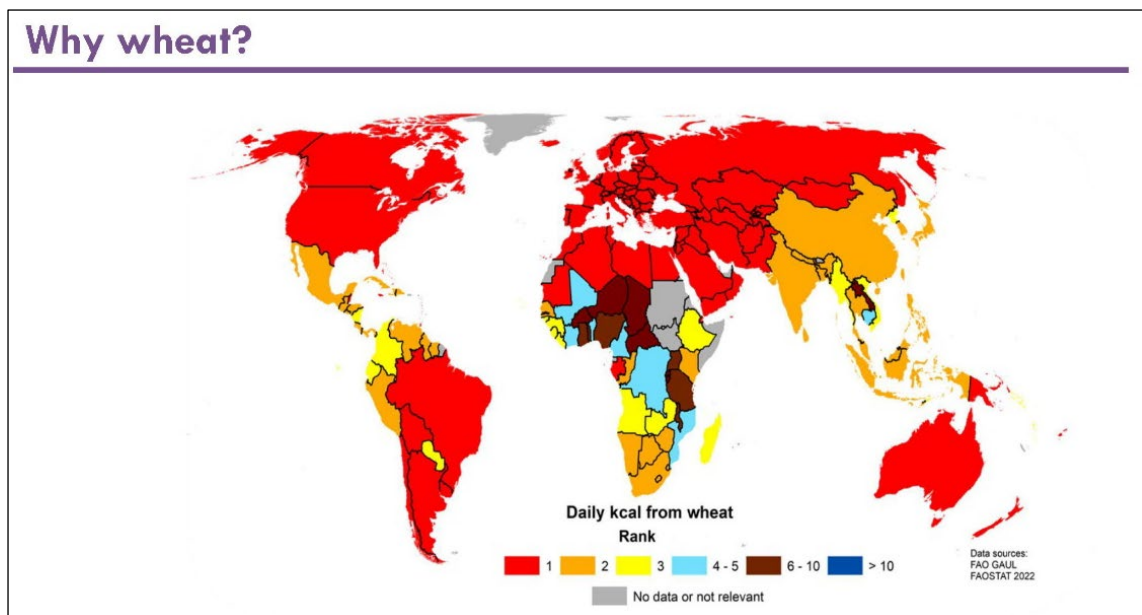 Why wheat?
Daily kcal from wheat
Rank
1
2
3
4 - 5
6 - 10
> 10
No data or not relevant
Data sources:
FAO GAUL
FAOSTAT 2022